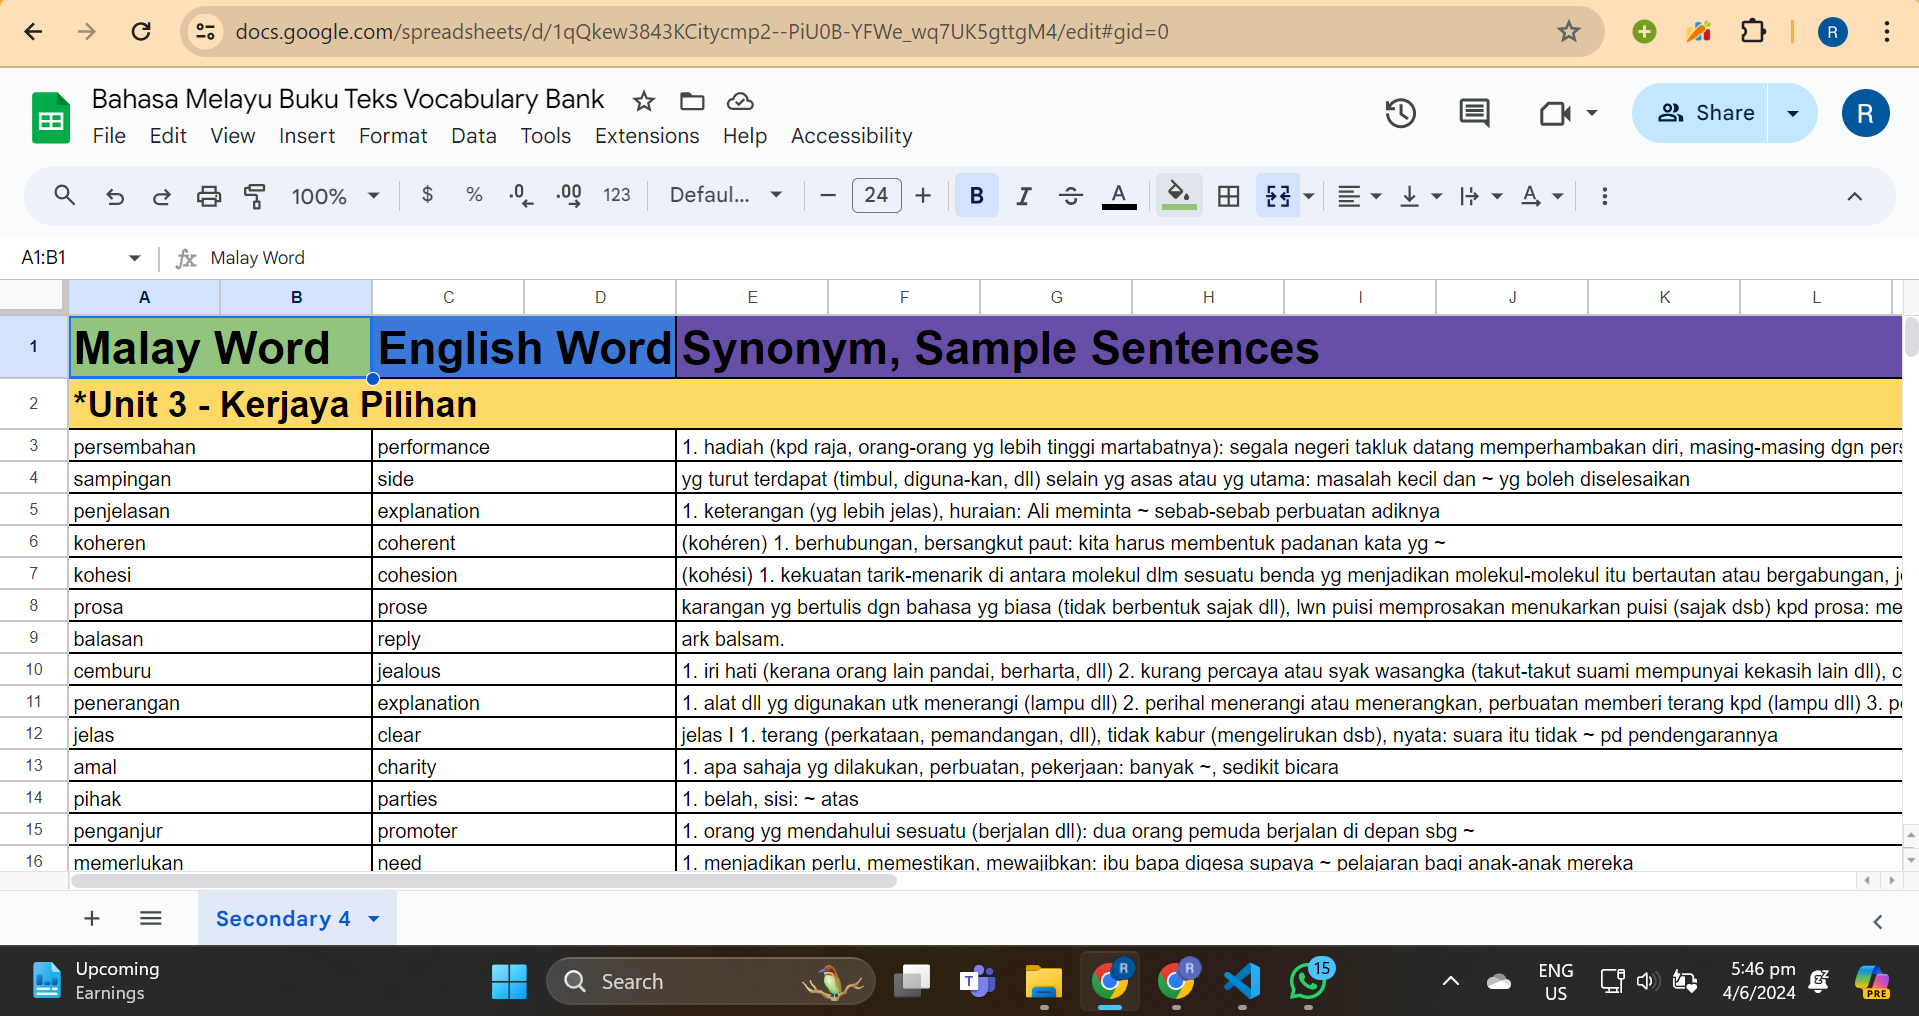 docs.google.com/spreadsheets/d/1qQkew3843KCitycmp2--PiU0B-YFWe_wq7UK5gttgM4/edit#gid=0
R
Bahasa Melayu Buku Teks Vocabulary Bank
File Edit View Insert Format Data Tools Extensions Help Accessibility
Share
R
100% $ % .0 .00 123 Defaul... − 24 + B I S A
A1:B1 fx Malay Word
A B C D E F G H I J K L
1 Malay Word English Word Synonym, Sample Sentences
2 *Unit 3 - Kerjaya Pilihan
3 persembahan performance 1. hadiah (kpd raja, orang-orang yg lebih tinggi martabatnya): segala negeri takluk datang memperhambakan diri, masing-masing dgn pers
4 sampingan side yg turut terdapat (timbul, diguna-kan, dll) selain yg asas atau yg utama: masalah kecil dan ~ yg boleh diselesaikan
5 penjelasan explanation 1. keterangan (yg lebih jelas), huraian: Ali meminta ~ sebab-sebab perbuatan adiknya
6 koheren coherent (kohéren) 1. berhubungan, bersangkut paut: kita harus membentuk padanan kata yg ~
7 kohesi cohesion (kohési) 1. kekuatan tarik-menarik di antara molekul dlm sesuatu benda yg menjadikan molekul-molekul itu bertautan atau bergabungan, j
8 prosa prose karangan yg bertulis dgn bahasa yg biasa (tidak berbentuk sajak dll), lwn puisi memprosakan menukarkan puisi (sajak dsb) kpd prosa: me
9 balasan reply ark balsam.
10 cemburu jealous 1. iri hati (kerana orang lain pandai, berharta, dll) 2. kurang percaya atau syak wasangka (takut-takut suami mempunyai kekasih lain dll), c
11 penerangan explanation 1. alat dll yg digunakan utk menerangi (lampu dll) 2. perihal menerangi atau menerangkan, perbuatan memberi terang kpd (lampu dll) 3. p
12 jelas clear jelas I 1. terang (perkataan, pemandangan, dll), tidak kabur (mengelirukan dsb), nyata: suara itu tidak ~ pd pendengarannya
13 amal charity 1. apa sahaja yg dilakukan, perbuatan, pekerjaan: banyak ~, sedikit bicara
14 pihak parties 1. belah, sisi: ~ atas
15 penganjur promoter 1. orang yg mendahului sesuatu (berjalan dll): dua orang pemuda berjalan di depan sbg ~
16 memerlukan need 1. menjadikan perlu, memestikan, mewajibkan: ibu bapa digesa supaya ~ pelajaran bagi anak-anak mereka
Secondary 4
Upcoming
Earnings
Search
T
R
R
15
ENG
US
5:46 pm
4/6/2024
PRE